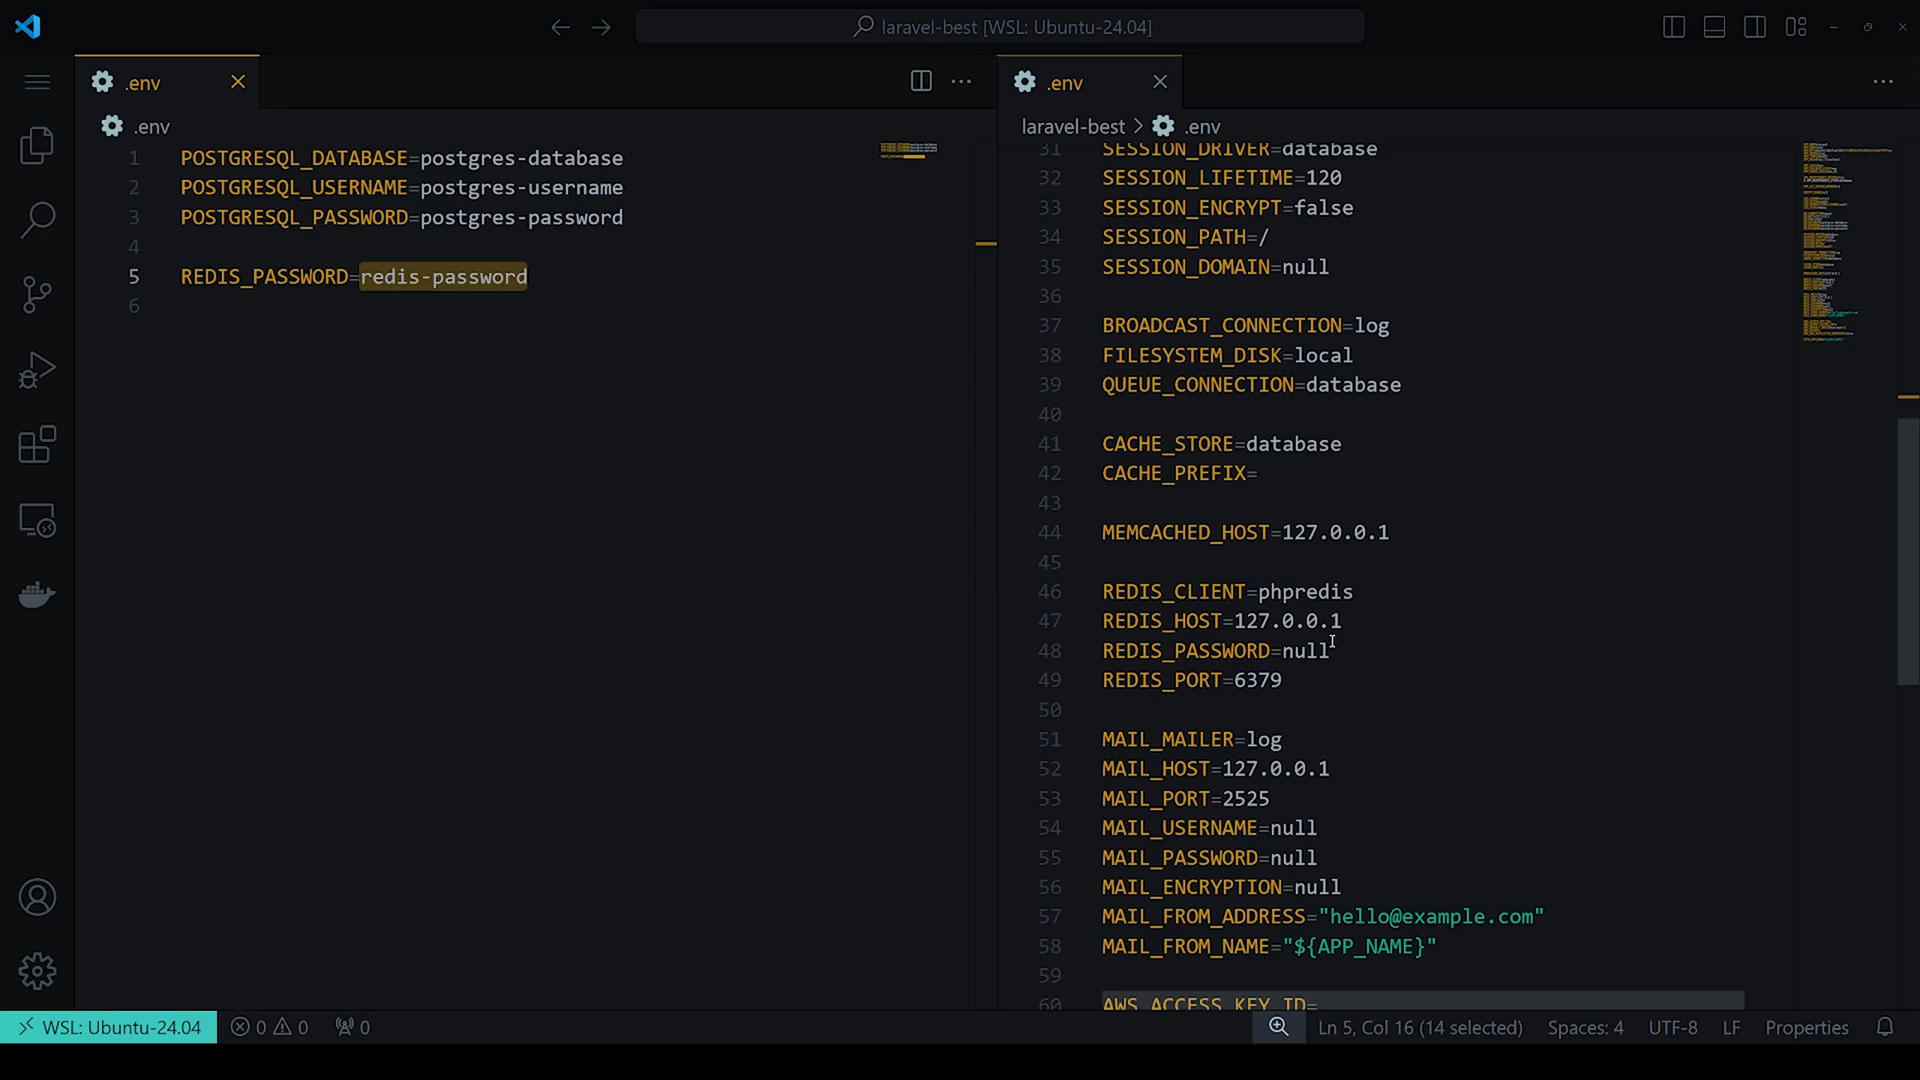 laravel-best [WSL: Ubuntu-24.04]
.env
.env
1 POSTGRESQL_DATABASE=postgres-database
2 POSTGRESQL_USERNAME=postgres-username
3 POSTGRESQL_PASSWORD=postgres-password
4
5 REDIS_PASSWORD=redis-password
6
.env
laravel-best > .env
31 SESSION_DRIVER=database
32 SESSION_LIFETIME=120
33 SESSION_ENCRYPT=false
34 SESSION_PATH=/
35 SESSION_DOMAIN=null
36
37 BROADCAST_CONNECTION=log
38 FILESYSTEM_DISK=local
39 QUEUE_CONNECTION=database
40
41 CACHE_STORE=database
42 CACHE_PREFIX=
43
44 MEMCACHED_HOST=127.0.0.1
45
46 REDIS_CLIENT=phpredis
47 REDIS_HOST=127.0.0.1
48 REDIS_PASSWORD=null
49 REDIS_PORT=6379
50
51 MAIL_MAILER=log
52 MAIL_HOST=127.0.0.1
53 MAIL_PORT=2525
54 MAIL_USERNAME=null
55 MAIL_PASSWORD=null
56 MAIL_ENCRYPTION=null
57 MAIL_FROM_ADDRESS="hello@example.com"
58 MAIL_FROM_NAME="${APP_NAME}"
59
60 AWS_ACCESS_KEY_ID=
WSL: Ubuntu-24.04 0 0 0 Ln 5, Col 16 (14 selected) Spaces: 4 UTF-8 LF Properties